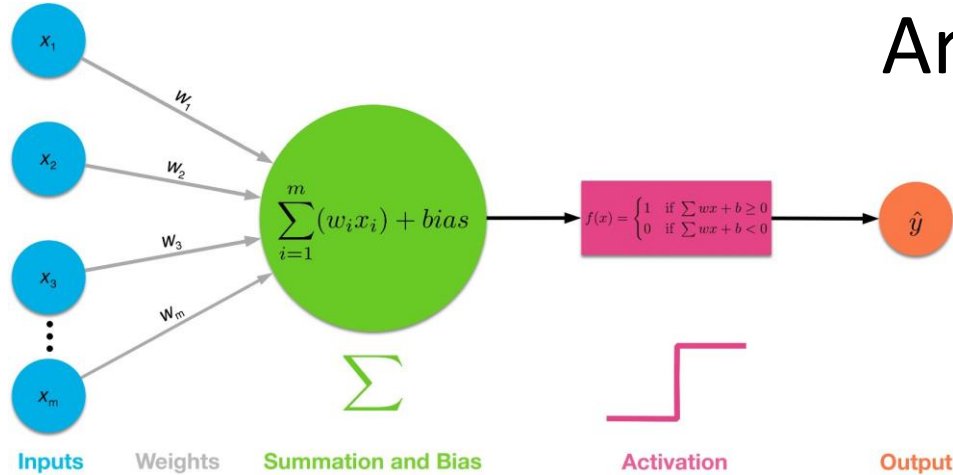 Ar
x₁
x₂
x₃
xₘ
W₁
W₂
W₃
Wₘ
m
∑(wᵢxᵢ) + bias
i=1
f(x) = {1 if ∑ wx + b ≥ 0
0 if ∑ wx + b < 0
ŷ
∑
Inputs Weights Summation and Bias Activation Output